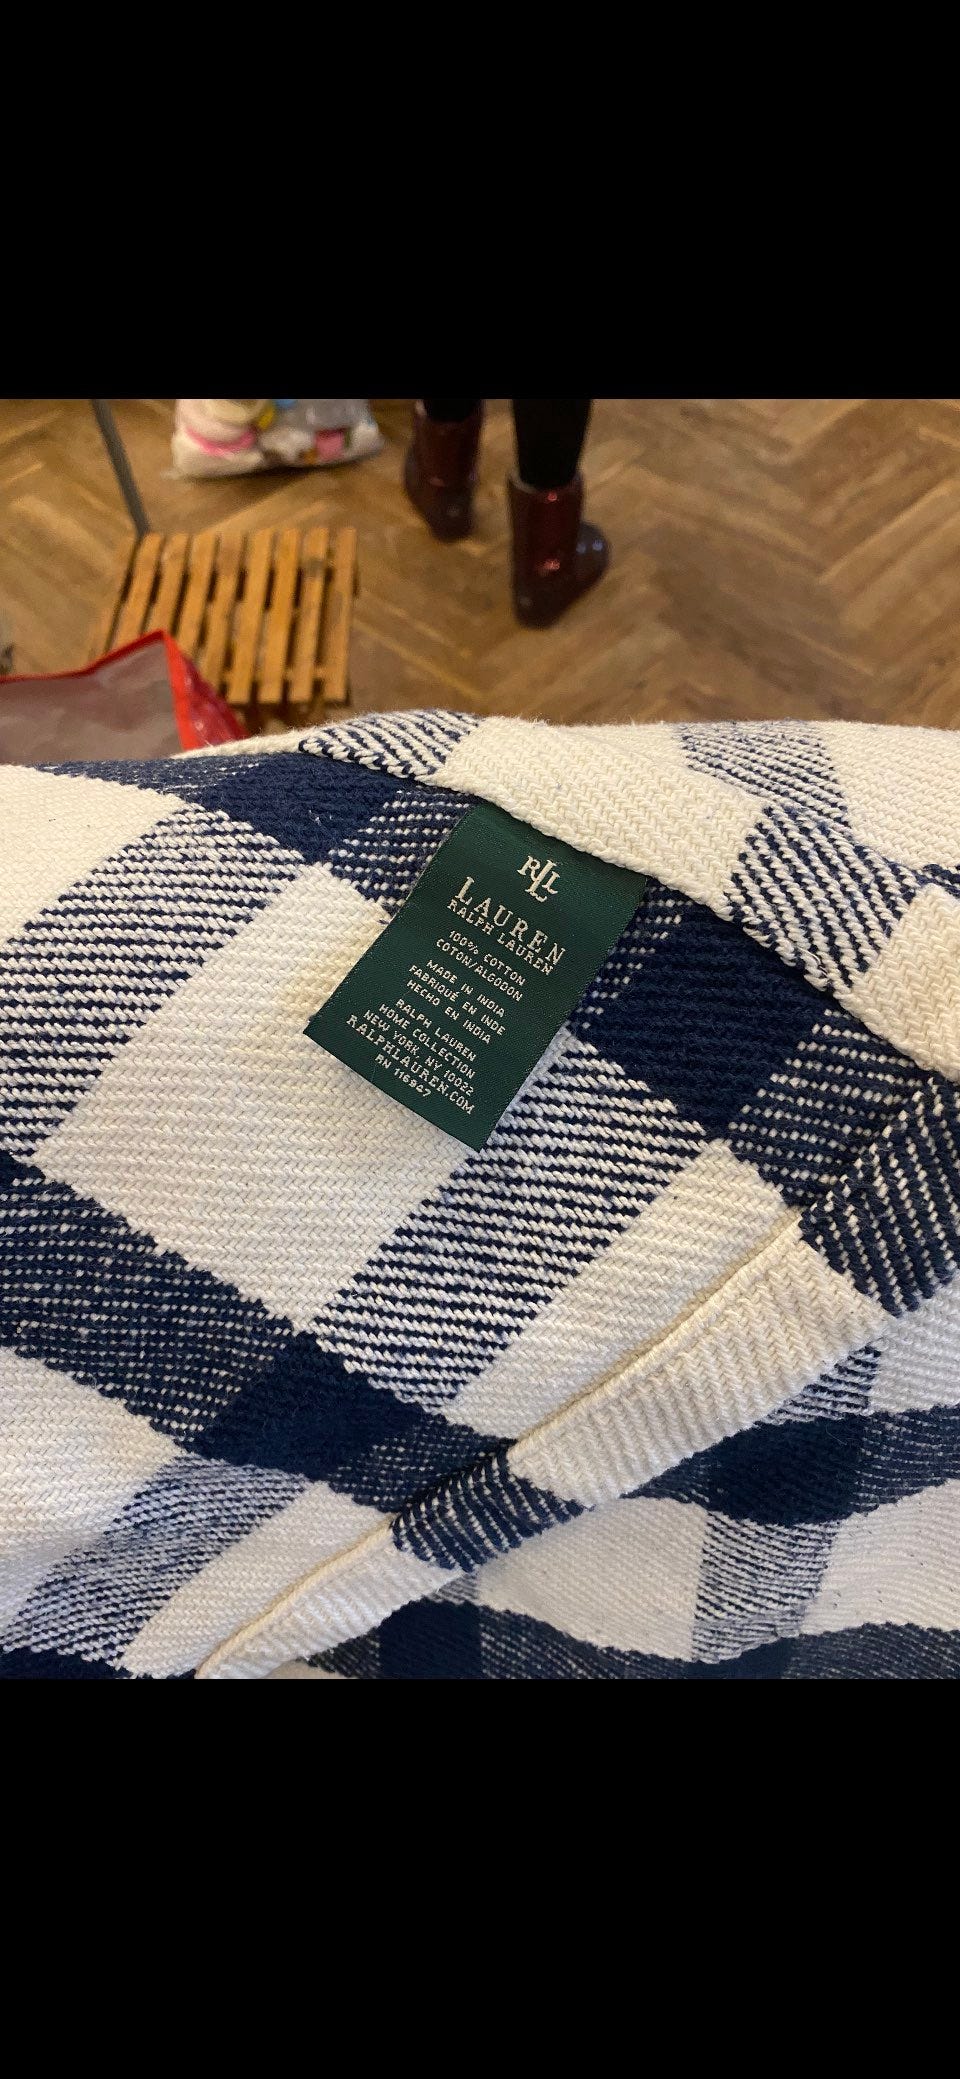 RLL
LAUREN
RALPH LAUREN
100% COTTON
COTON/ALGODON
MADE IN INDIA
FABRIQUÉ EN INDE
HECHO EN INDIA
RALPH LAUREN
HOME COLLECTION
NEW YORK, NY 10022
RALPHLAUREN.COM
RN 116947